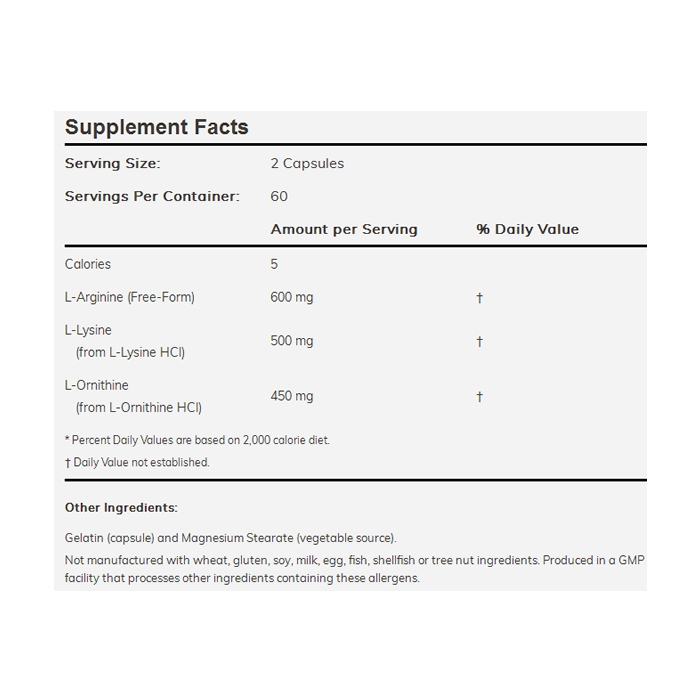 Supplement Facts
Serving Size: 2 Capsules
Servings Per Container: 60
Amount per Serving % Daily Value
Calories 5
L-Arginine (Free-Form) 600 mg †
L-Lysine
(from L-Lysine HCl) 500 mg †
L-Ornithine
(from L-Ornithine HCl) 450 mg †
* Percent Daily Values are based on 2,000 calorie diet.
† Daily Value not established.
Other Ingredients:
Gelatin (capsule) and Magnesium Stearate (vegetable source).
Not manufactured with wheat, gluten, soy, milk, egg, fish, shellfish or tree nut ingredients. Produced in a GMP
facility that processes other ingredients containing these allergens.